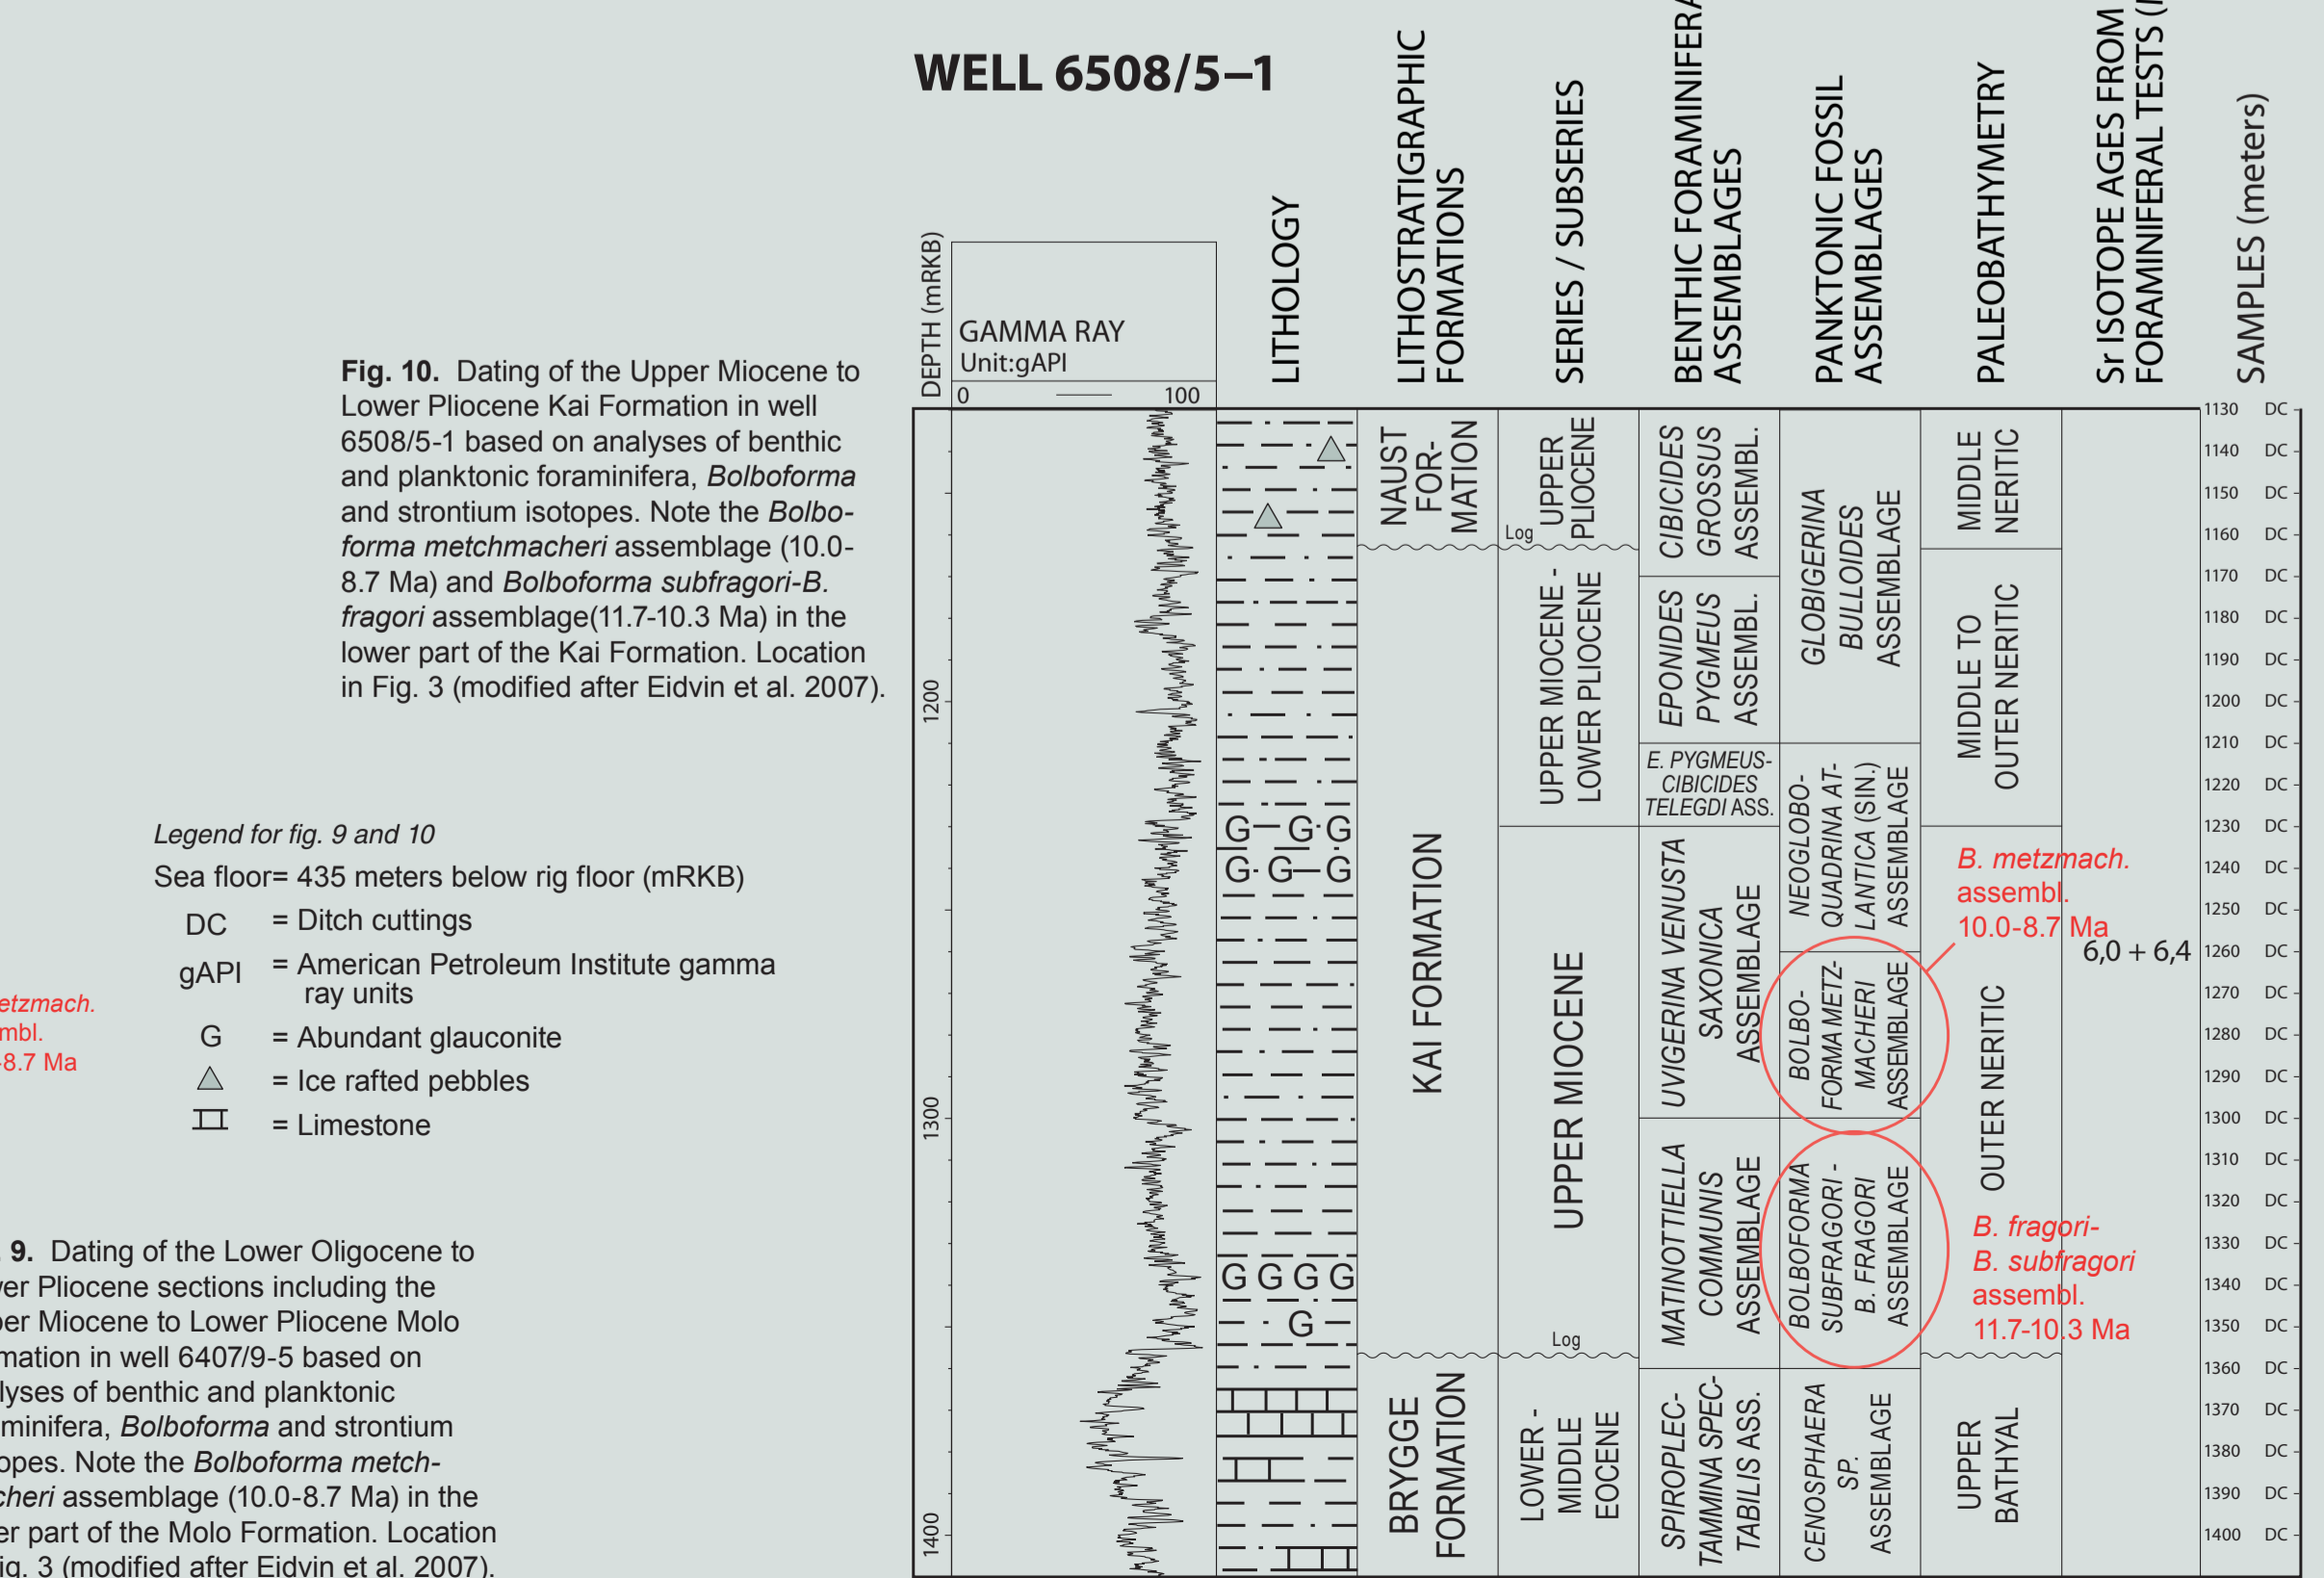 WELL 6508/5–1
Fig. 10. Dating of the Upper Miocene to
Lower Pliocene Kai Formation in well
6508/5-1 based on analyses of benthic
and planktonic foraminifera, Bolboforma
and strontium isotopes. Note the Bolbo-
forma metchmacheri assemblage (10.0-
8.7 Ma) and Bolboforma subfragori-B.
fragori assemblage(11.7-10.3 Ma) in the
lower part of the Kai Formation. Location
in Fig. 3 (modified after Eidvin et al. 2007).
Legend for fig. 9 and 10
Sea floor= 435 meters below rig floor (mRKB)
DC = Ditch cuttings
gAPI = American Petroleum Institute gamma
ray units
G = Abundant glauconite
= Ice rafted pebbles
= Limestone
etzmach.
mbl.
-8.7 Ma
9. Dating of the Lower Oligocene to
er Pliocene sections including the
per Miocene to Lower Pliocene Molo
mation in well 6407/9-5 based on
alyses of benthic and planktonic
aminifera, Bolboforma and strontium
opes. Note the Bolboforma metch-
cheri assemblage (10.0-8.7 Ma) in the
er part of the Molo Formation. Location
ig. 3 (modified after Eidvin et al. 2007).
DEPTH (mRKB)
GAMMA RAY
Unit:gAPI
0 100
LITHOLOGY
LITHOSTRATIGRAPHIC
FORMATIONS
SERIES / SUBSERIES
BENTHIC FORAMINIFERA
ASSEMBLAGES
PANKTONIC FOSSIL
ASSEMBLAGES
PALEOBATHYMETRY
Sr ISOTOPE AGES FROM
FORAMINIFERAL TESTS (
SAMPLES (meters)
1200
1300
1400
G G G
G G G
G G G G
G
NAUST
FOR-
MATION
KAI FORMATION
BRYGGE
FORMATION
UPPER
PLIOCENE
Log
UPPER MIOCENE -
LOWER PLIOCENE
UPPER MIOCENE
Log
LOWER -
MIDDLE
EOCENE
CIBICIDES
GROSSUS
ASSEMBL.
EPONIDES
PYGMEUS
ASSEMBL.
E. PYGMEUS-
CIBICIDES
TELEGDI ASS.
UVIGERINA VENUSTA
SAXONICA
ASSEMBLAGE
MATINOTTIELLA
COMMUNIS
ASSEMBLAGE
SPIROPLEC-
TAMMINA SPEC-
TABILIS ASS.
GLOBIGERINA
BULLOIDES
ASSEMBLAGE
NEOGLOBO-
QUADRINA AT-
LANTICA (SIN.)
ASSEMBLAGE
BOLBO-
FORMA METZ-
MACHERI
ASSEMBLAGE
BOLBOFORMA
SUBFRAGORI -
B. FRAGORI
ASSEMBLAGE
CENOSPHAERA
SP.
ASSEMBLAGE
MIDDLE
NERITIC
MIDDLE TO
OUTER NERITIC
OUTER NERITIC
UPPER
BATHYAL
B. metzmach.
assembl.
10.0-8.7 Ma
6,0 + 6,4
B. fragori-
B. subfragori
assembl.
11.7-10.3 Ma
1130 DC
1140 DC
1150 DC
1160 DC
1170 DC
1180 DC
1190 DC
1200 DC
1210 DC
1220 DC
1230 DC
1240 DC
1250 DC
1260 DC
1270 DC
1280 DC
1290 DC
1300 DC
1310 DC
1320 DC
1330 DC
1340 DC
1350 DC
1360 DC
1370 DC
1380 DC
1390 DC
1400 DC